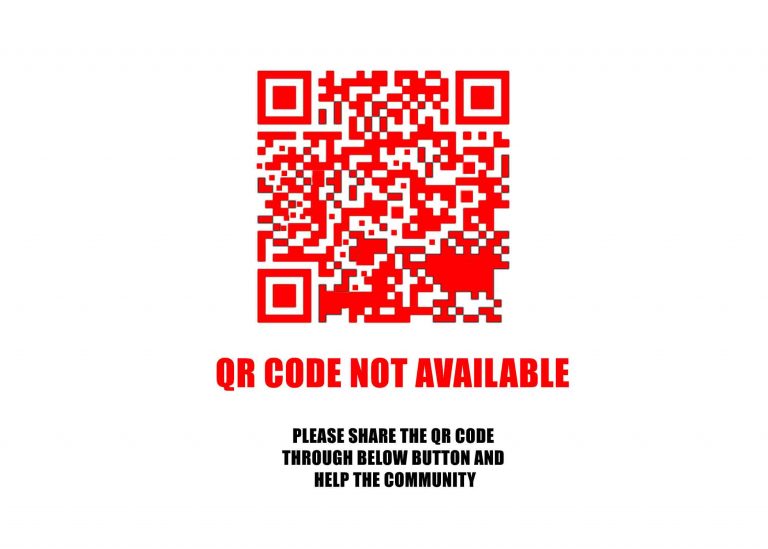 QR CODE NOT AVAILABLE
PLEASE SHARE THE QR CODE
THROUGH BELOW BUTTON AND
HELP THE COMMUNITY